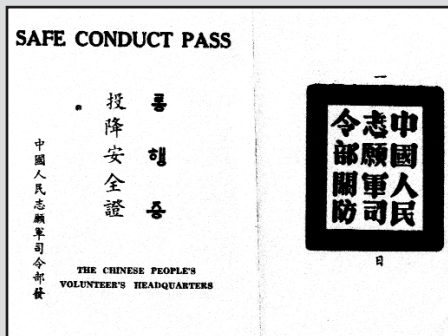 SAFE CONDUCT PASS
통행증
投降安全證
中國人民志願軍司令部發
THE CHINESE PEOPLE'S
VOLUNTEER'S HEADQUARTERS
一
中國人民
志願軍司
令部關防
日